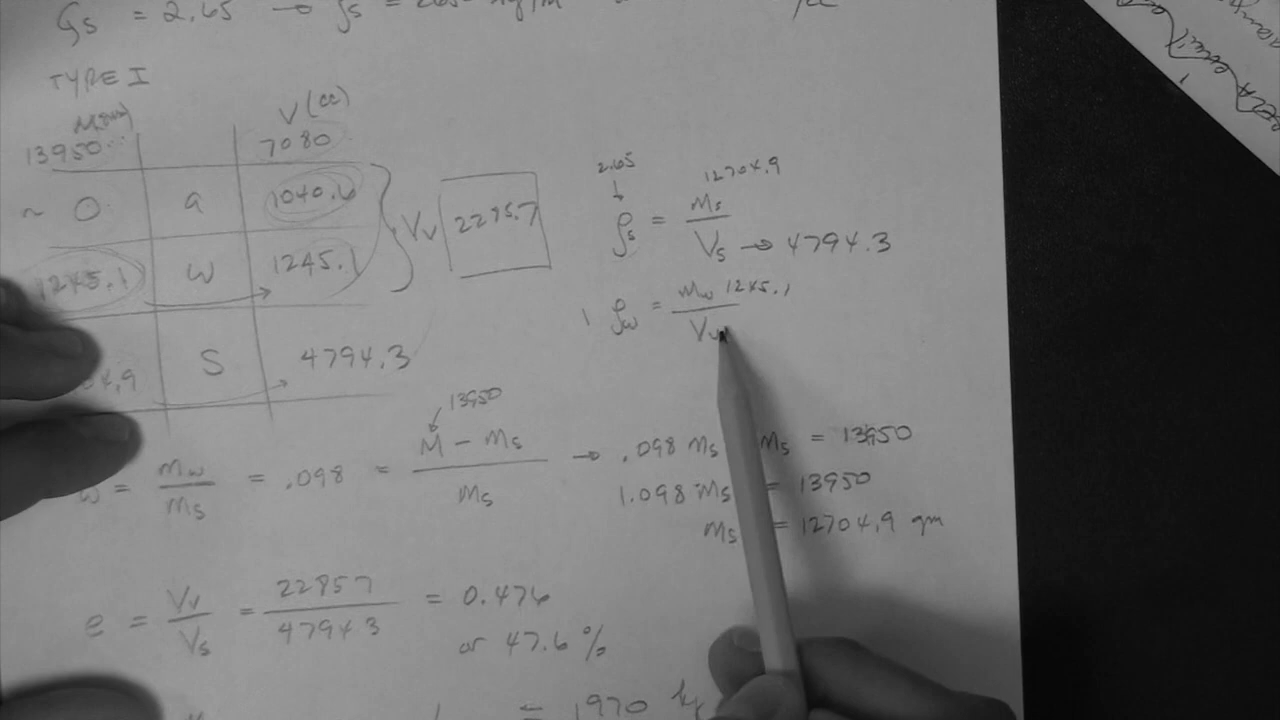 Gs = 2.65 →
TYPE I
M(gm) V(cc)
13950 7080
~ 0 a 1040.6
1245.1 w 1245.1
04.9 S 4794.3
Vv 2285.7
2.65 12704.9
↓
ρs = Ms / Vs → 4794.3
1 ρw = Mw 1245.1 / Vw
w = Mw / Ms = .098 = M - Ms / Ms
13950
→ .098 Ms Ms = 13950
1.098 Ms = 13950
Ms = 12704.9 gm
e = Vv / Vs = 2285 7 / 4794 3 = 0.476
or 47.6 %
= 1970